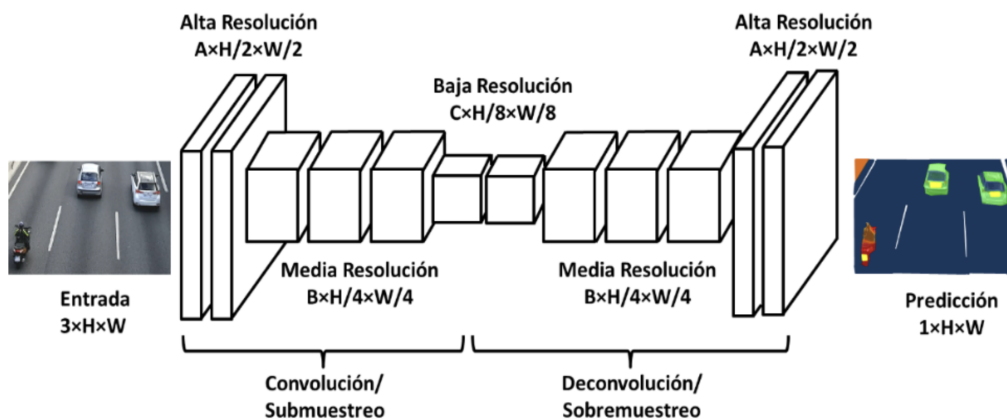 Alta Resolución
A×H/2×W/2
Alta Resolución
A×H/2×W/2
Baja Resolución
C×H/8×W/8
Media Resolución
B×H/4×W/4
Media Resolución
B×H/4×W/4
Entrada
3×H×W
Predicción
1×H×W
Convolución/
Submuestreo
Deconvolución/
Sobremuestreo